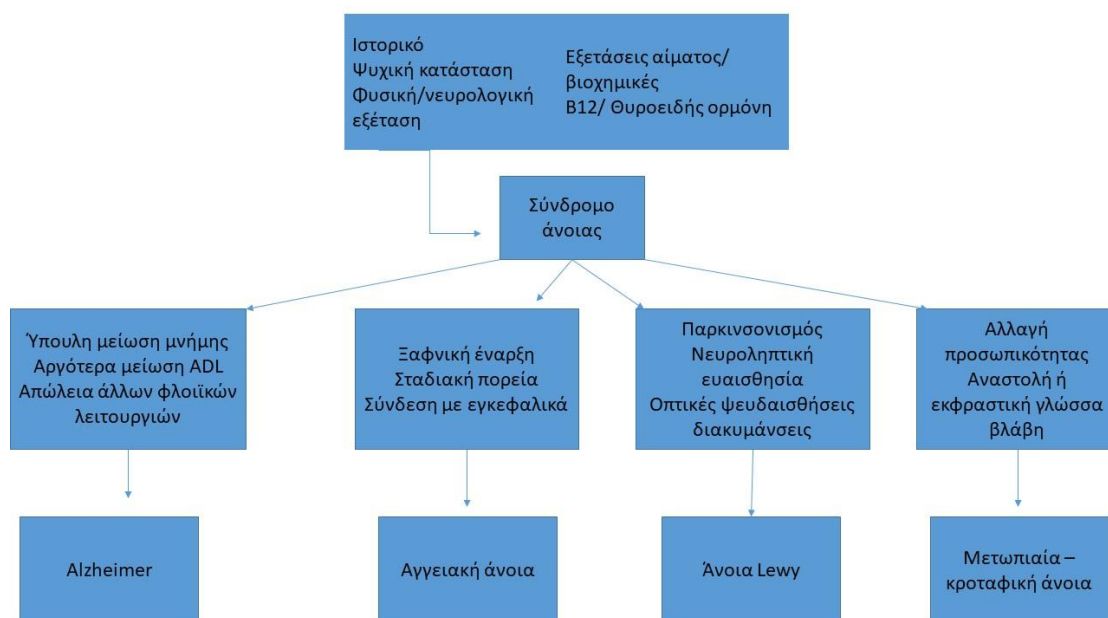 Ιστορικό
Ψυχική κατάσταση
Φυσική/νευρολογική
εξέταση
Εξετάσεις αίματος/
βιοχημικές
Β12/ Θυροειδής ορμόνη
Σύνδρομο
άνοιας
Ύπουλη μείωση μνήμης
Αργότερα μείωση ADL
Απώλεια άλλων φλοϊκών
λειτουργιών
Ξαφνική έναρξη
Σταδιακή πορεία
Σύνδεση με εγκεφαλικά
Παρκινσονισμός
Νευροληπτική
ευαισθησία
Οπτικές ψευδαισθήσεις
διακυμάνσεις
Αλλαγή
προσωπικότητας
Αναστολή ή
εκφραστική γλώσσα
βλάβη
Alzheimer
Αγγειακή άνοια
Άνοια Lewy
Μετωπιαία –
κροταφική άνοια